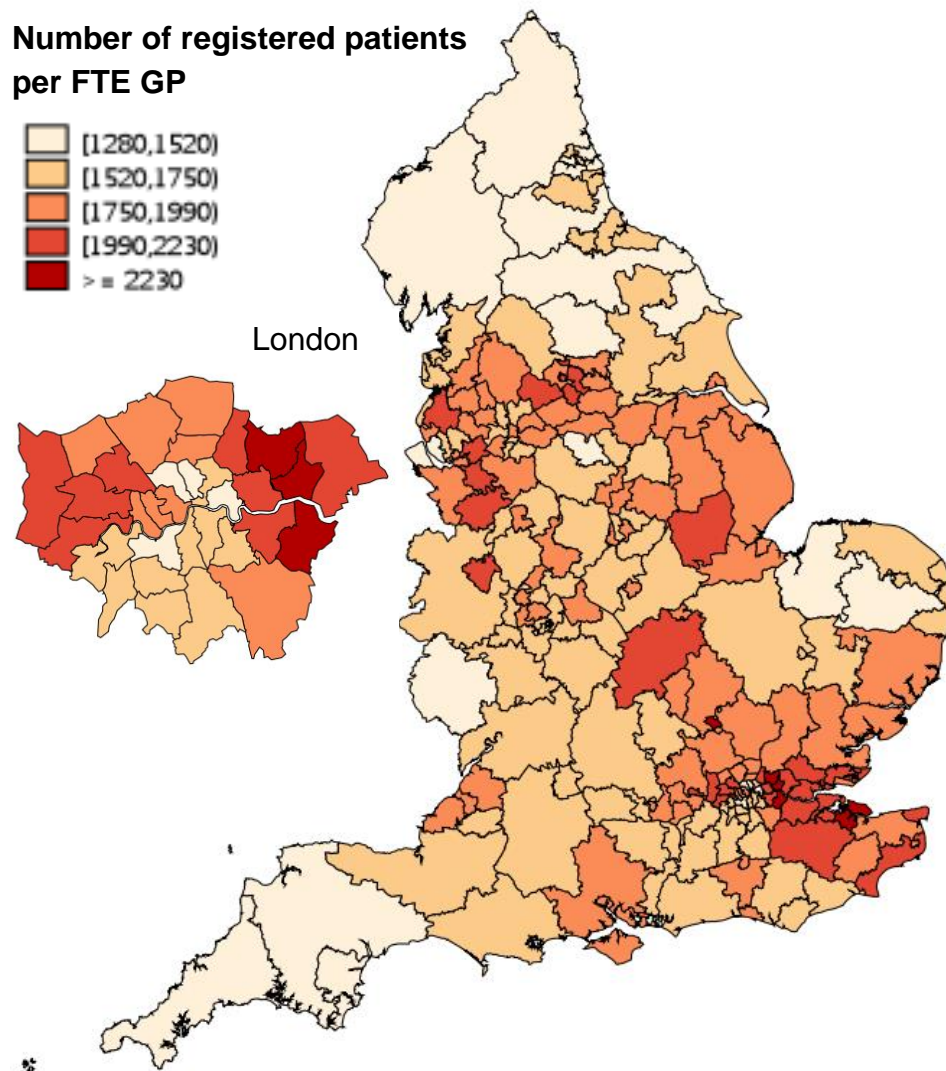 Number of registered patients
per FTE GP
[1280,1520)
[1520,1750)
[1750,1990)
[1990,2230)
>= 2230
London